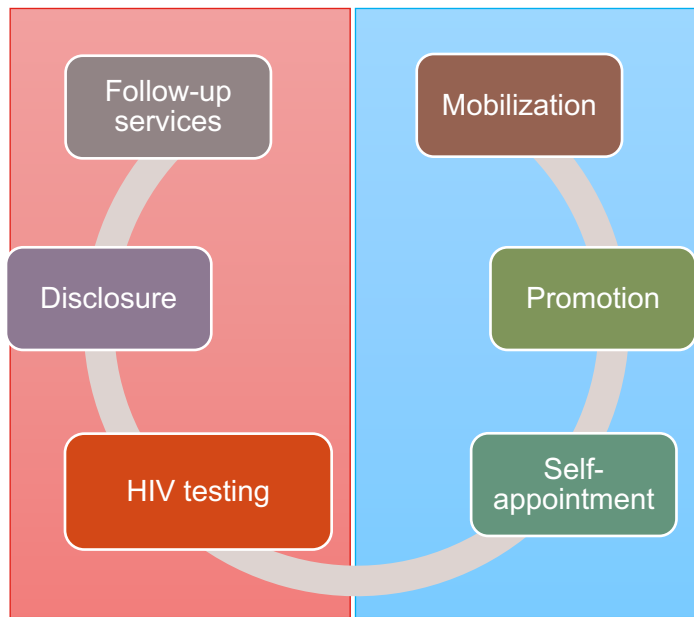 Follow-up
services
Mobilization
Disclosure
Promotion
HIV testing
Self-
appointment